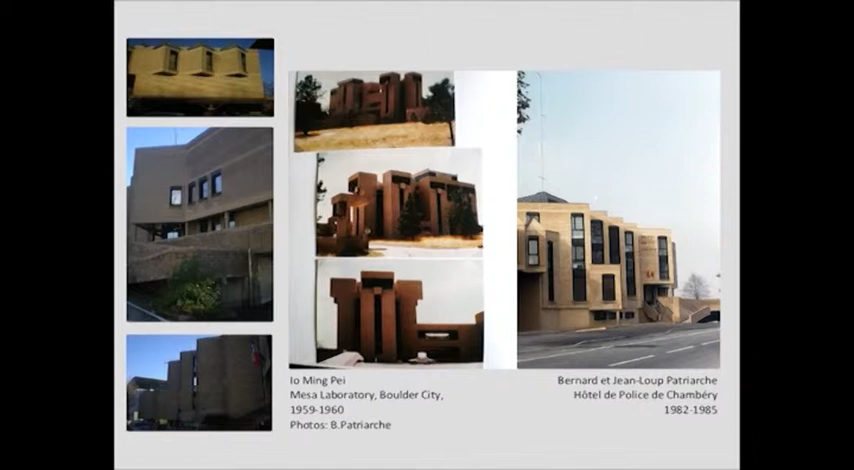 Io Ming Pei
Mesa Laboratory, Boulder City,
1959-1960
Photos: B.Patriarche
Bernard et Jean-Loup Patriarche
Hôtel de Police de Chambéry
1982-1985